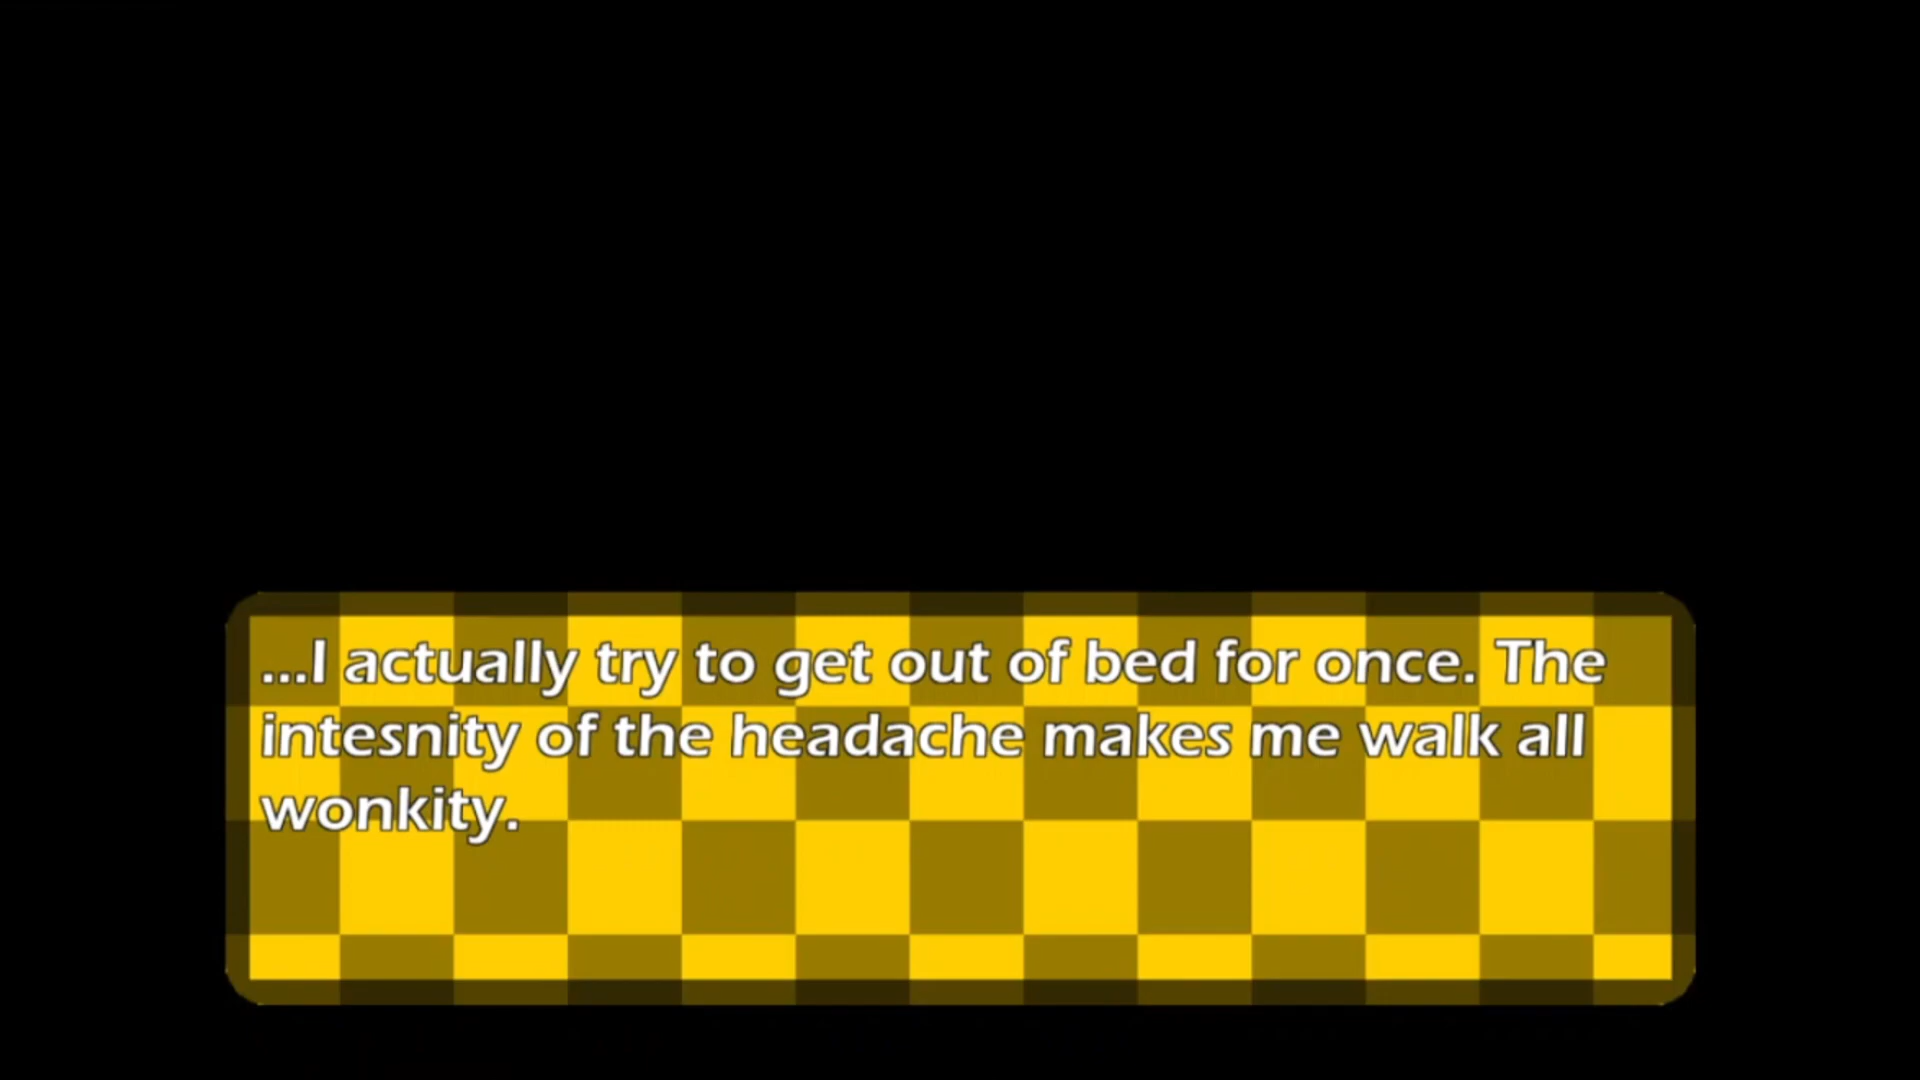 ...I actually try to get out of bed for once. The
intesnity of the headache makes me walk all
wonkity.